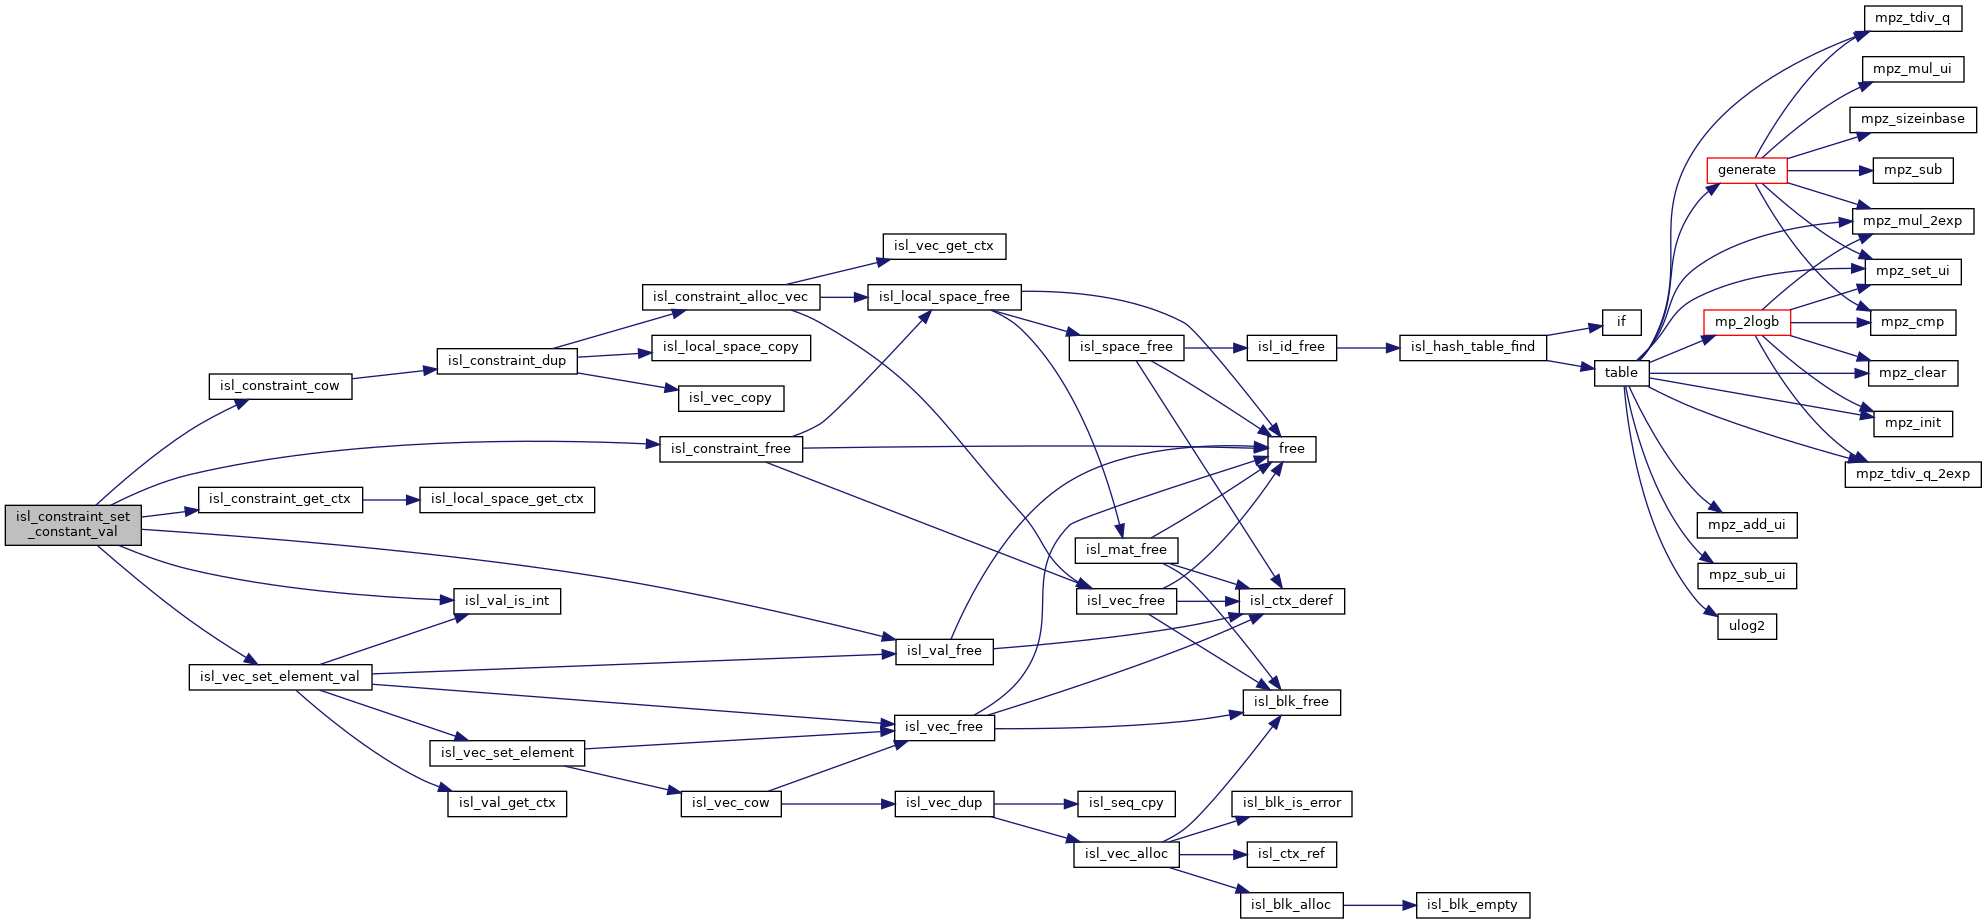 mpz_tdiv_q
mpz_mul_ui
mpz_sizeinbase
generate
mpz_sub
mpz_mul_2exp
isl_vec_get_ctx
mpz_set_ui
isl_constraint_alloc_vec
isl_local_space_free
if
mp_2logb
mpz_cmp
isl_local_space_copy
isl_space_free
isl_id_free
isl_hash_table_find
isl_constraint_dup
table
mpz_clear
isl_constraint_cow
isl_vec_copy
mpz_init
isl_constraint_free
free
mpz_tdiv_q_2exp
isl_constraint_get_ctx
isl_local_space_get_ctx
isl_constraint_set
_constant_val
mpz_add_ui
isl_mat_free
mpz_sub_ui
isl_val_is_int
isl_vec_free
isl_ctx_deref
ulog2
isl_val_free
isl_vec_set_element_val
isl_blk_free
isl_vec_free
isl_vec_set_element
isl_val_get_ctx
isl_vec_cow
isl_vec_dup
isl_seq_cpy
isl_blk_is_error
isl_vec_alloc
isl_ctx_ref
isl_blk_alloc
isl_blk_empty